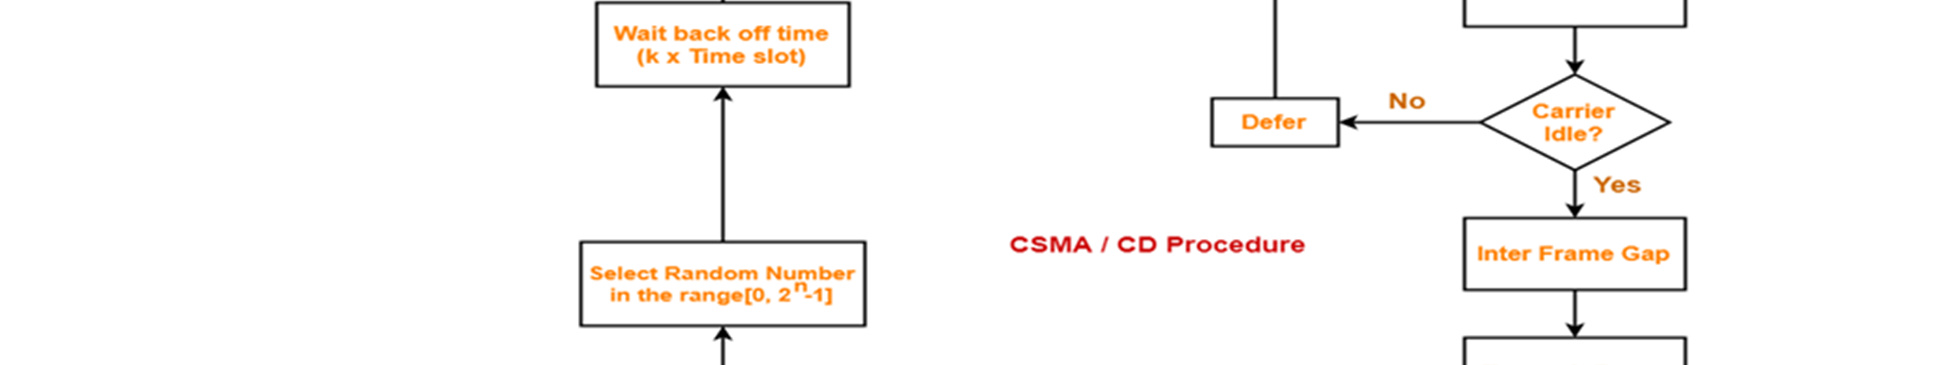 Wait back off time
(k x Time slot)
No
Carrier
Idle?
Defer
Yes
CSMA / CD Procedure
Inter Frame Gap
Select Random Number
in the range[0, 2^n-1]